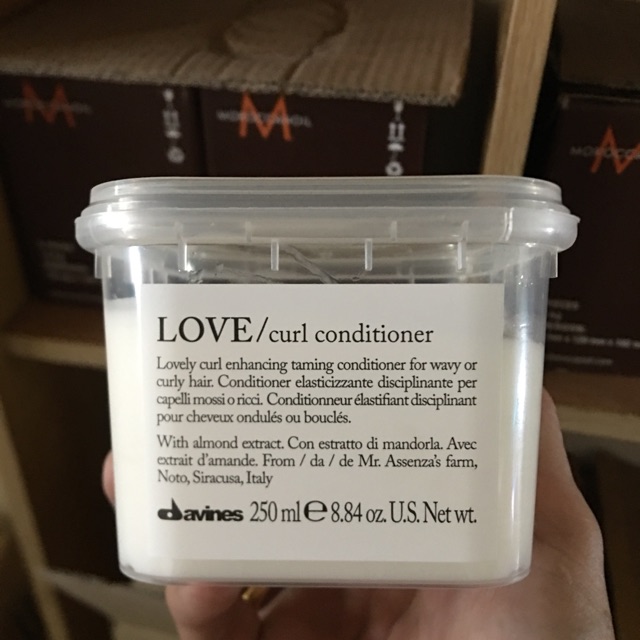 MOROCCANOIL
LOVE/curl conditioner
Lovely curl enhancing taming conditioner for wavy or
curly hair. Conditioner elasticizzante disciplinante per
capelli mossi o ricci. Conditionneur élastifiant disciplinant
pour cheveux ondulés ou bouclés.
With almond extract. Con estratto di mandorla. Avec
extrait d'amande. From / da / de Mr. Assenza's farm,
Noto, Siracusa, Italy
davines 250 ml e 8.84 oz. U.S. Net wt.